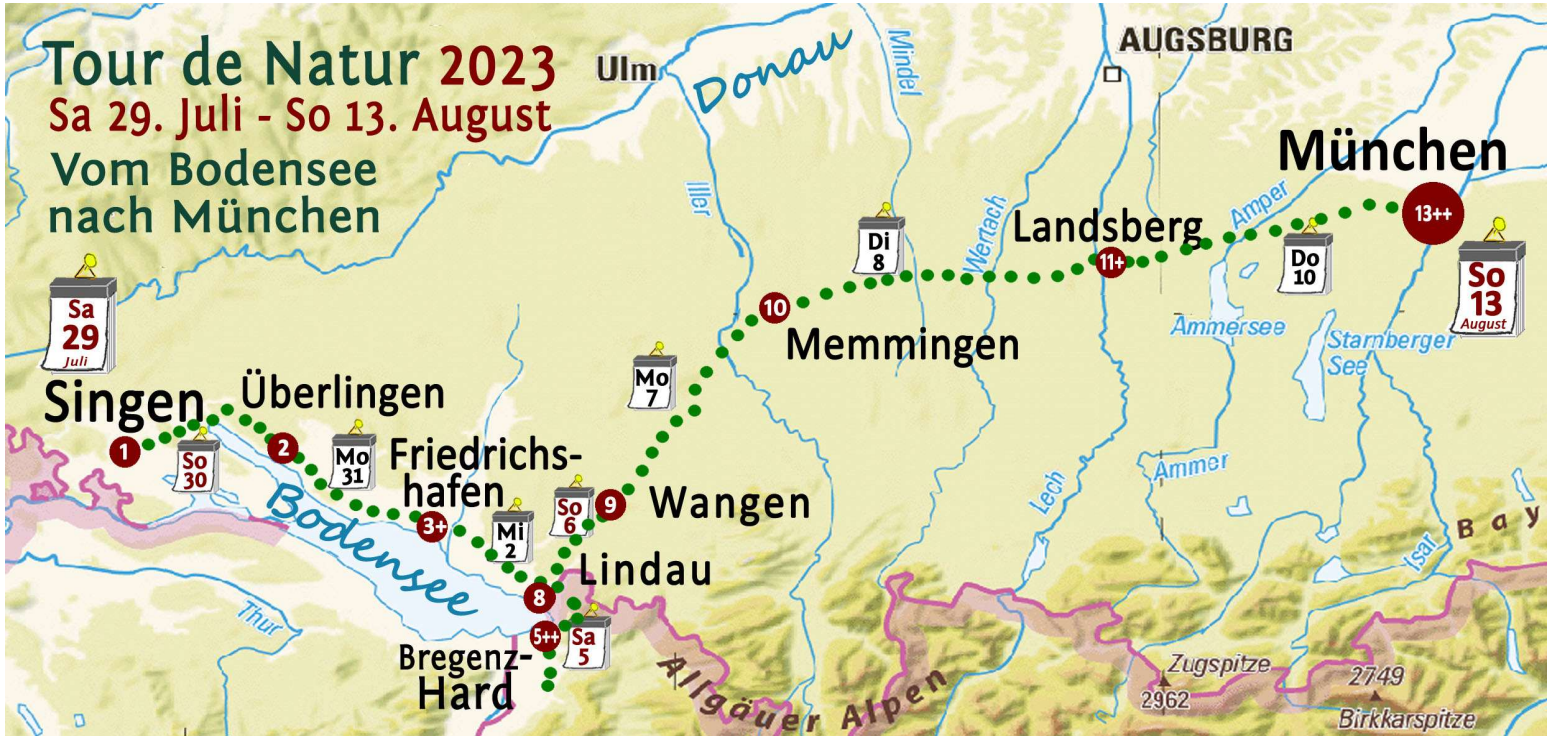 Tour de Natur 2023
Sa 29. Juli - So 13. August
Vom Bodensee
nach München
Ulm
Donau
Mindel
AUGSBURG
Iller
Wertach
Landsberg
11+
Amper
München
13++
Di
8
Do
10
So
13
August
Ammersee
Starnberger
See
10
Memmingen
Sa
29
Juli
Singen
1
Überlingen
2
So
30
Mo
31
Mo
7
Friedrichs-
hafen
3+
Bodensee
Mi
2
So
6
9
Wangen
Lindau
8
5++
Sa
5
Bregenz-
Hard
Thur
Lech
Ammer
Isar
Bay
Allgäuer Alpen
Zugspitze
2962
2749
Birkkarspitze